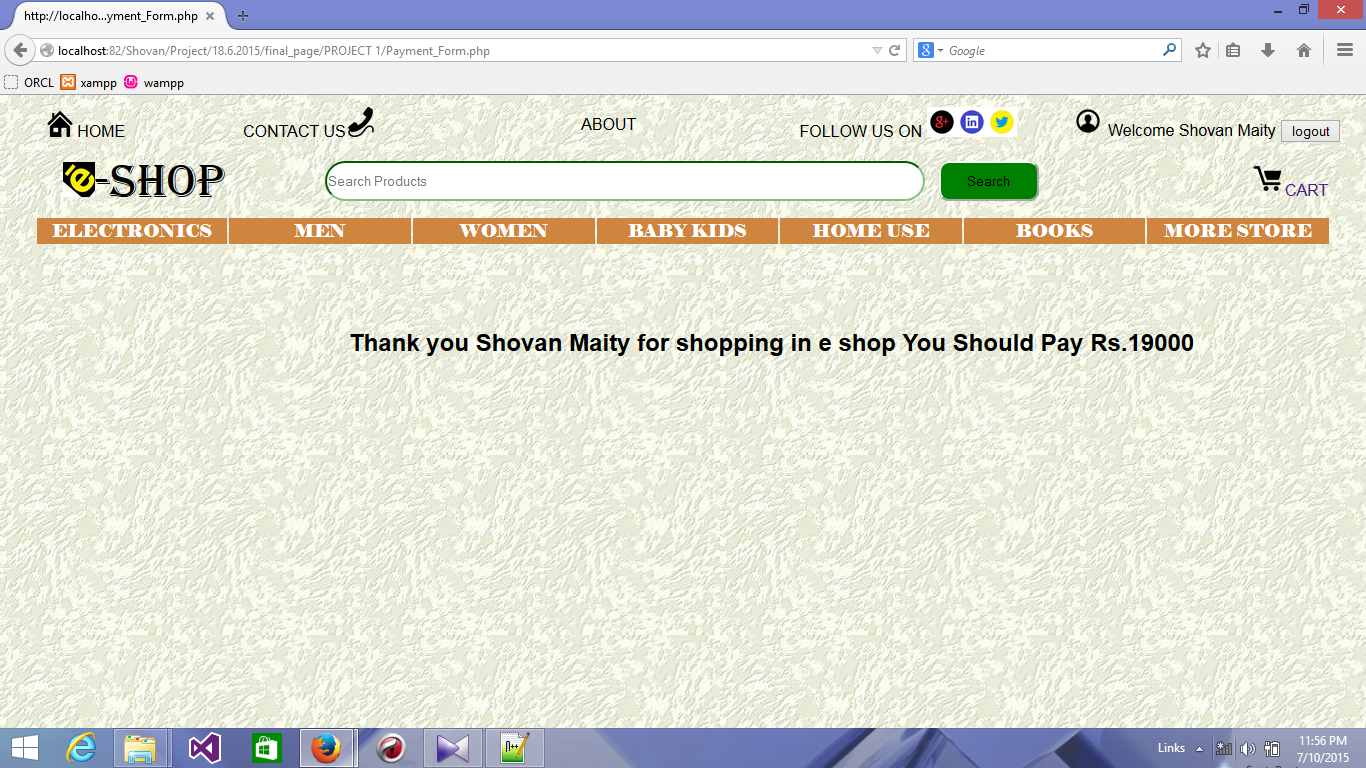 http://localho...yment_Form.php
localhost:82/Shovan/Project/18.6.2015/final_page/PROJECT 1/Payment_Form.php
Google
ORCL xampp wampp
HOME CONTACT US ABOUT FOLLOW US ON Welcome Shovan Maity logout
e-SHOP Search Products Search CART
ELECTRONICS MEN WOMEN BABY KIDS HOME USE BOOKS MORE STORE
Thank you Shovan Maity for shopping in e shop You Should Pay Rs.19000
Links 11:56 PM
7/10/2015